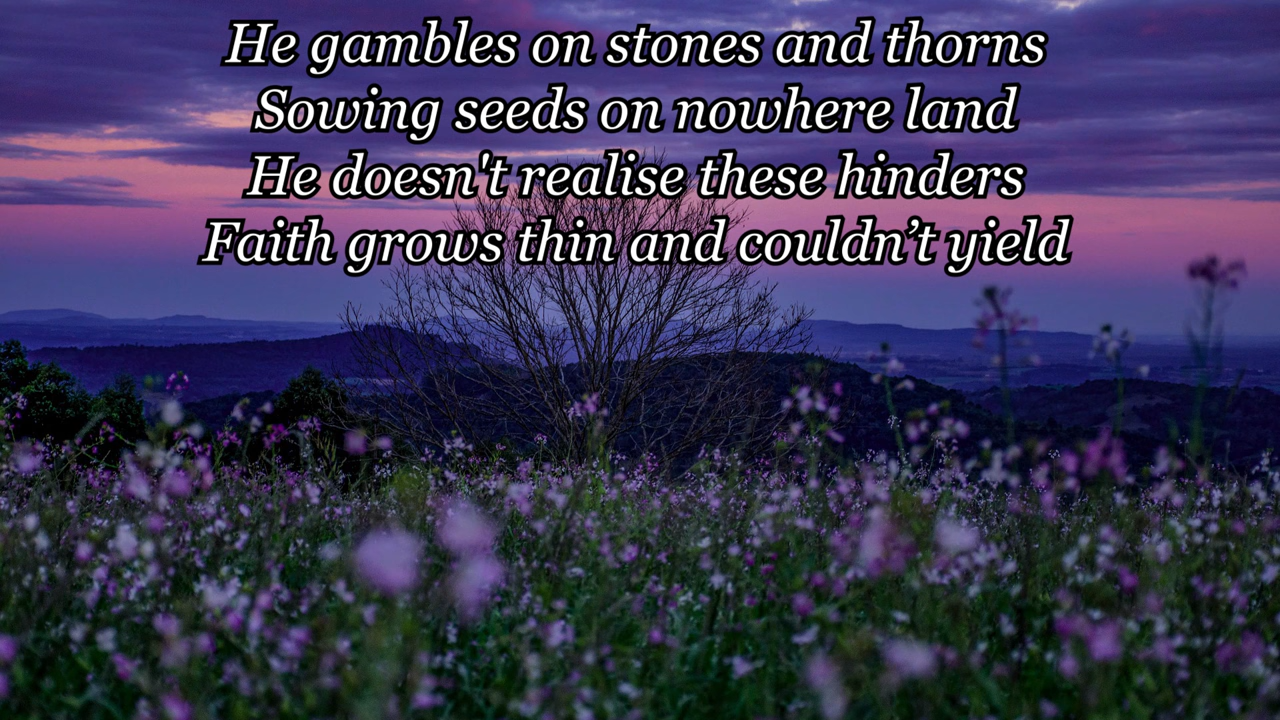 He gambles on stones and thorns
Sowing seeds on nowhere land
He doesn't realise these hinders
Faith grows thin and couldn’t yield